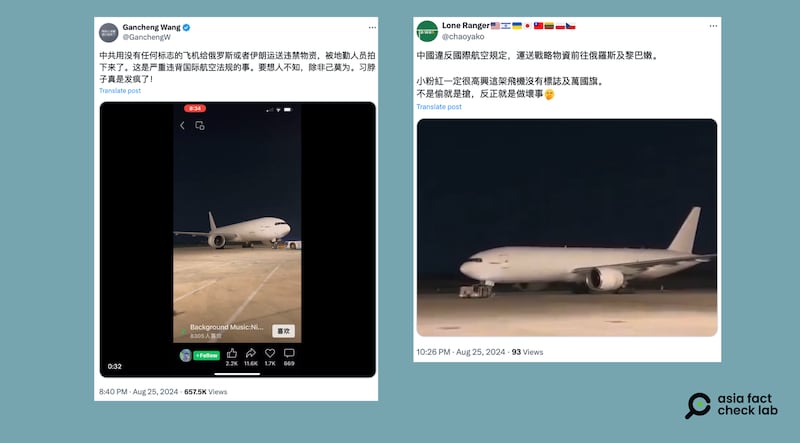 Gancheng Wang
@GanchengW
中共用没有任何标志的飞机给俄罗斯或者伊朗运送违禁物资，被地勤人员拍
下来了。这是严重违背国际航空法规的事。要想人不知，除非己莫为。习脖
子真是发疯了！
Translate post
8:34
Background Music:Ni...
8305人喜欢
喜欢
+Follow
2.2K 11.6K 1.7K 669
0:32
8:40 PM · Aug 25, 2024 · 657.5K Views
Lone Ranger
@chaoyako
中國違反國際航空規定，運送戰略物資前往俄羅斯及黎巴嫩。
小粉紅一定很高興這架飛機沒有標誌及萬國旗。
不是偷就是搶，反正就是做壞事
Translate post
10:26 PM · Aug 25, 2024 · 93 Views
asia fact
check lab